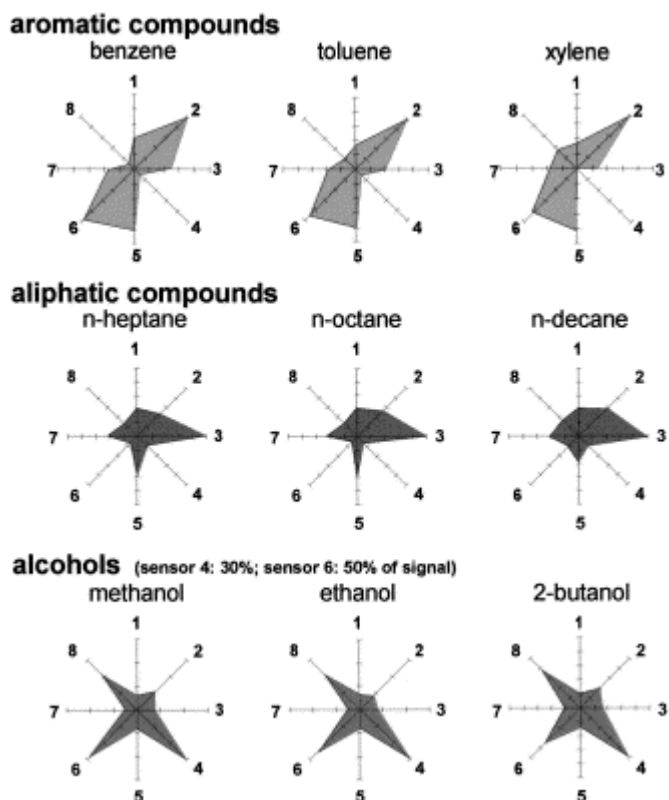 aromatic compounds
benzene toluene xylene
1 1 1
8 2 8 2 8 2
7 3 7 3 7 3
6 4 6 4 6 4
5 5 5
aliphatic compounds
n-heptane n-octane n-decane
1 1 1
8 2 8 2 8 2
7 3 7 3 7 3
6 4 6 4 6 4
5 5 5
alcohols (sensor 4: 30%; sensor 6: 50% of signal)
methanol ethanol 2-butanol
1 1 1
8 2 8 2 8 2
7 3 7 3 7 3
6 4 6 4 6 4
5 5 5